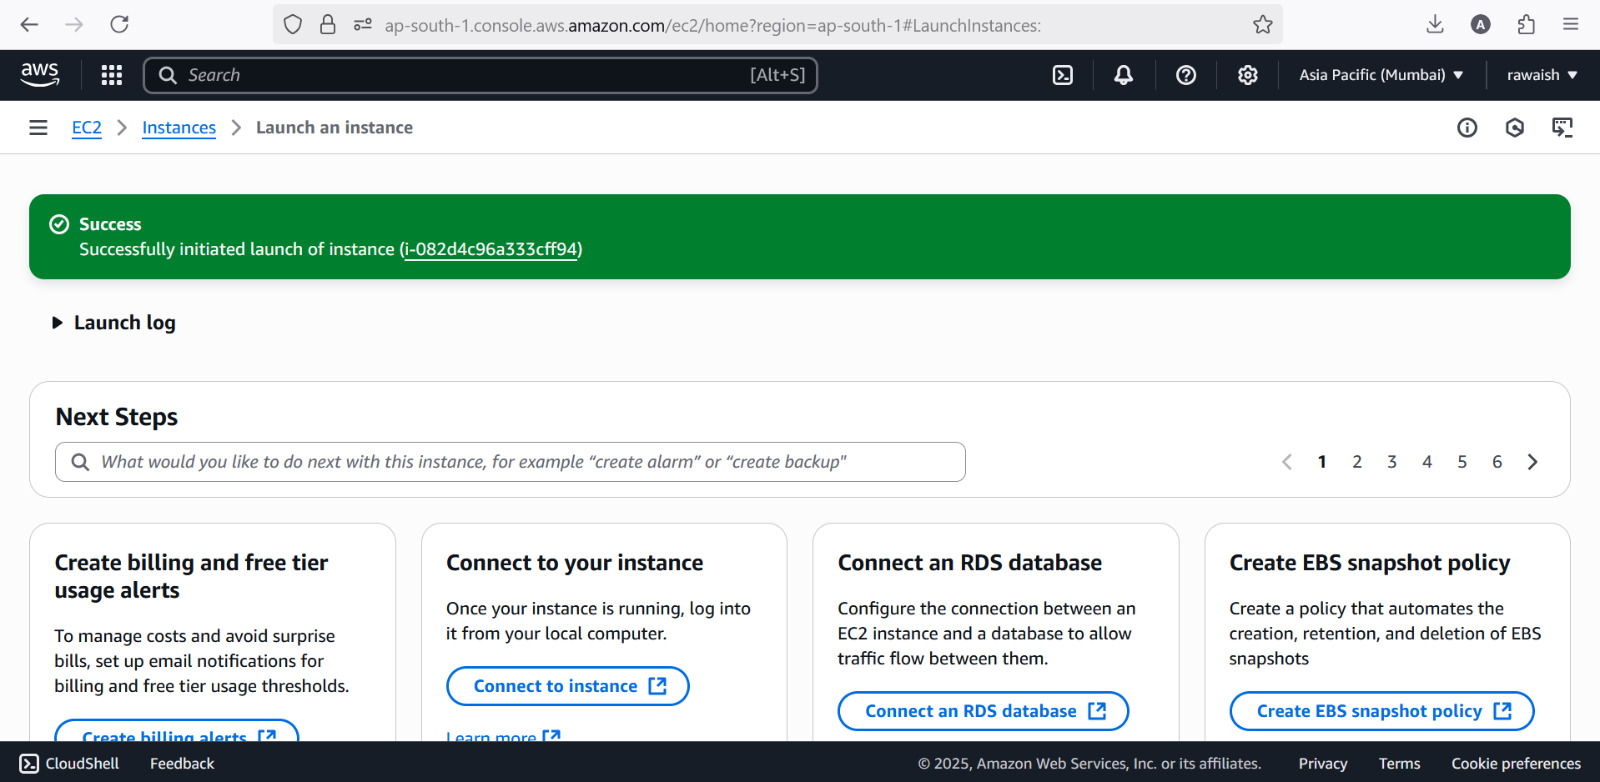 ap-south-1.console.aws.amazon.com/ec2/home?region=ap-south-1#LaunchInstances:
A
aws
Search
[Alt+S]
Asia Pacific (Mumbai)
rawaish
EC2
Instances
Launch an instance
Success
Successfully initiated launch of instance (i-082d4c96a333cff94)
Launch log
Next Steps
What would you like to do next with this instance, for example “create alarm” or “create backup"
1 2 3 4 5 6
Create billing and free tier
usage alerts
To manage costs and avoid surprise
bills, set up email notifications for
billing and free tier usage thresholds.
Create billing alerts
Connect to your instance
Once your instance is running, log into
it from your local computer.
Connect to instance
Learn more
Connect an RDS database
Configure the connection between an
EC2 instance and a database to allow
traffic flow between them.
Connect an RDS database
Create EBS snapshot policy
Create a policy that automates the
creation, retention, and deletion of EBS
snapshots
Create EBS snapshot policy
CloudShell
Feedback
© 2025, Amazon Web Services, Inc. or its affiliates.
Privacy
Terms
Cookie preferences